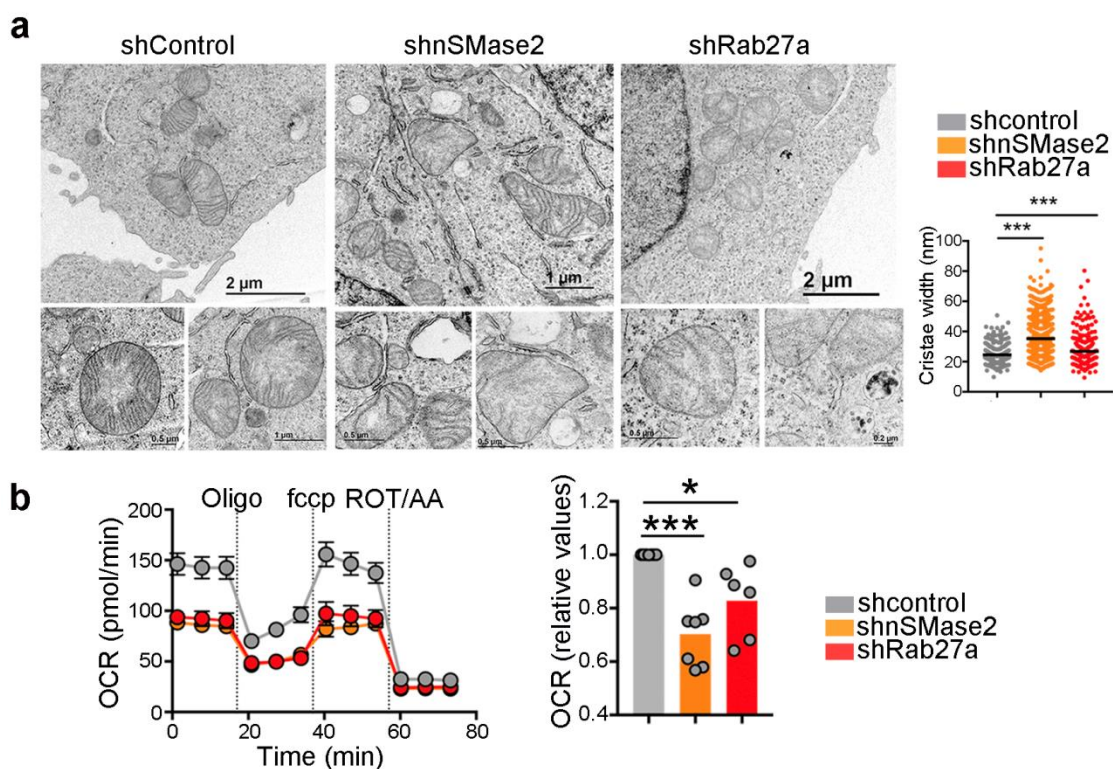 a
shControl shnSMase2 shRab27a
2 µm
1 µm
2 µm
0.5 µm
1 µm
0.5 µm
0.5 µm
0.5 µm
0.2 µm
shcontrol
shnSMase2
shRab27a
***
***
Cristae width (nm)
100
80
60
40
20
0
b
Oligo fccp ROT/AA
OCR (pmol/min)
200
150
100
50
0
0 20 40 60 80
Time (min)
*
***
OCR (relative values)
1.2
1.0
0.8
0.6
0.4
shcontrol
shnSMase2
shRab27a